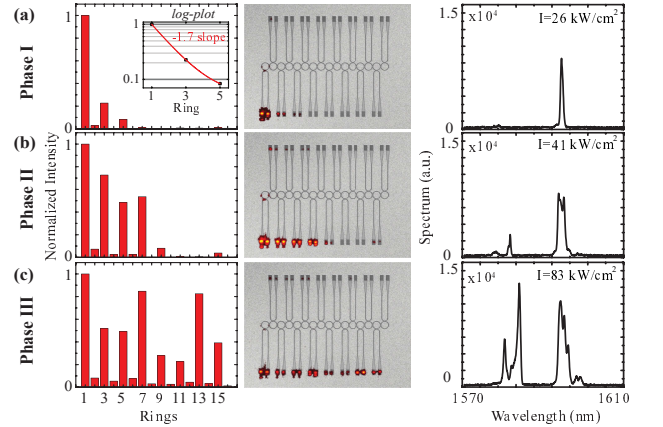 (a)
Phase I
1
0
log-plot
1
0.1
-1.7 slope
1 3 5
Ring
1.5
x10⁴
I=26 kW/cm²
0
(b)
Phase II
Normalized Intensity
1
0
1.5
x10⁴
I=41 kW/cm²
Spectrum (a.u.)
0
(c)
Phase III
1
0
1 3 5 7 9 11 13 15
Rings
1.5
x10⁴
I=83 kW/cm²
0
1570 1610
Wavelength (nm)